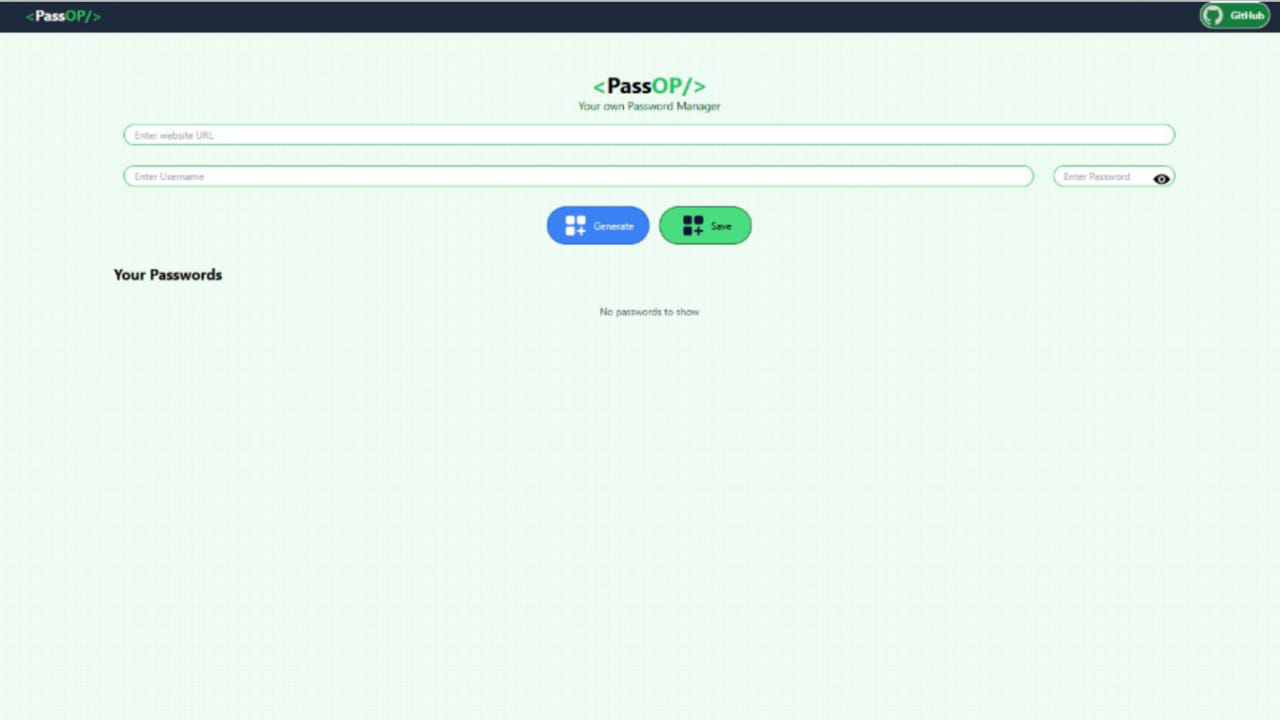 <PassOP/>
GitHub
<PassOP/>
Your own Password Manager
Enter website URL
Enter Username
Enter Password
Generate
Save
Your Passwords
No passwords to show